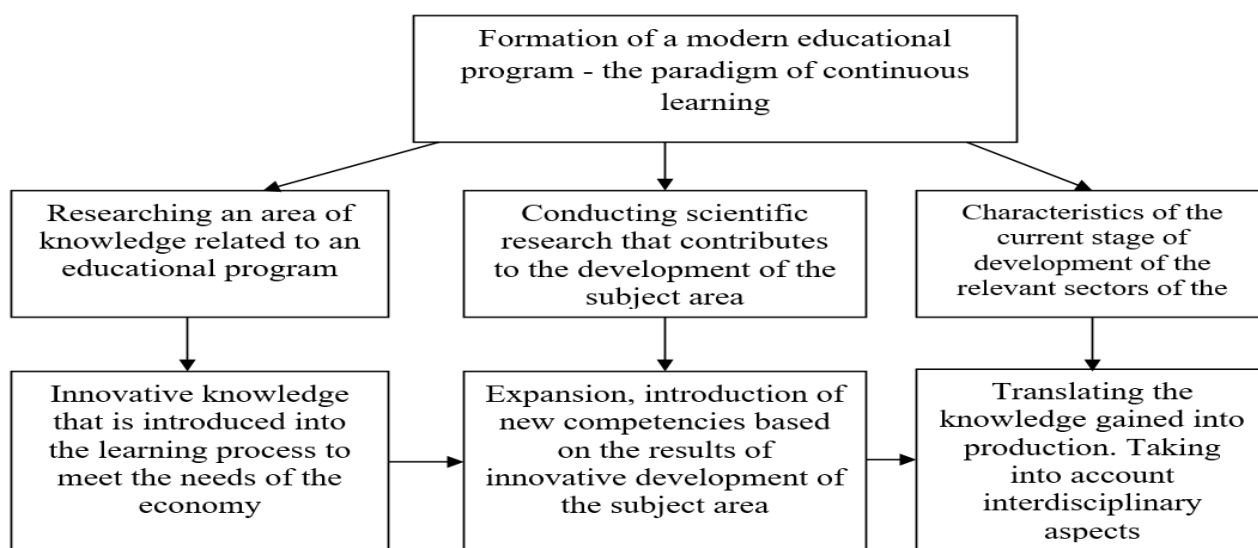 Formation of a modern educational
program - the paradigm of continuous
learning
Researching an area of
knowledge related to an
educational program
Conducting scientific
research that contributes
to the development of the
subject area
Characteristics of the
current stage of
development of the
relevant sectors of the
Innovative knowledge
that is introduced into
the learning process to
meet the needs of the
economy
Expansion, introduction of
new competencies based
on the results of
innovative development of
the subject area
Translating the
knowledge gained into
production. Taking
into account
interdisciplinary
aspects